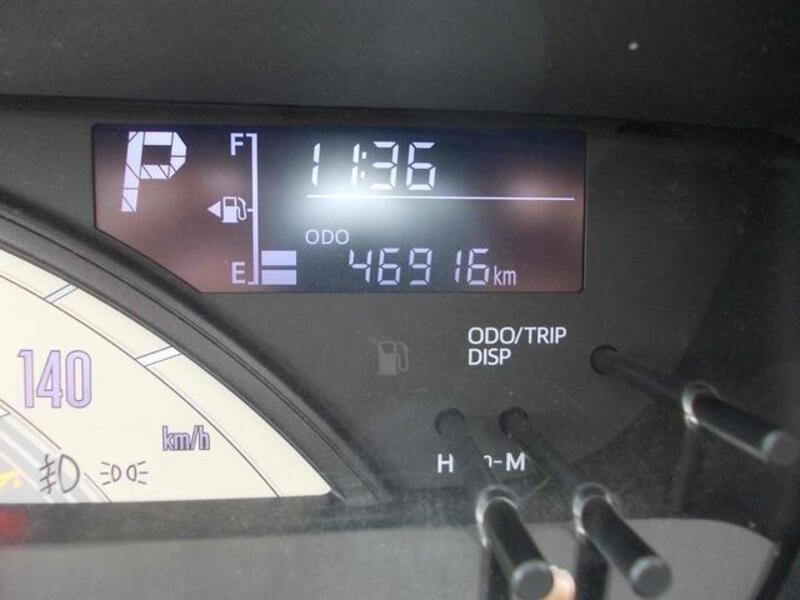 P
F
11:36
ODO
E
46916km
ODO/TRIP
DISP
140
km/h
H
-M